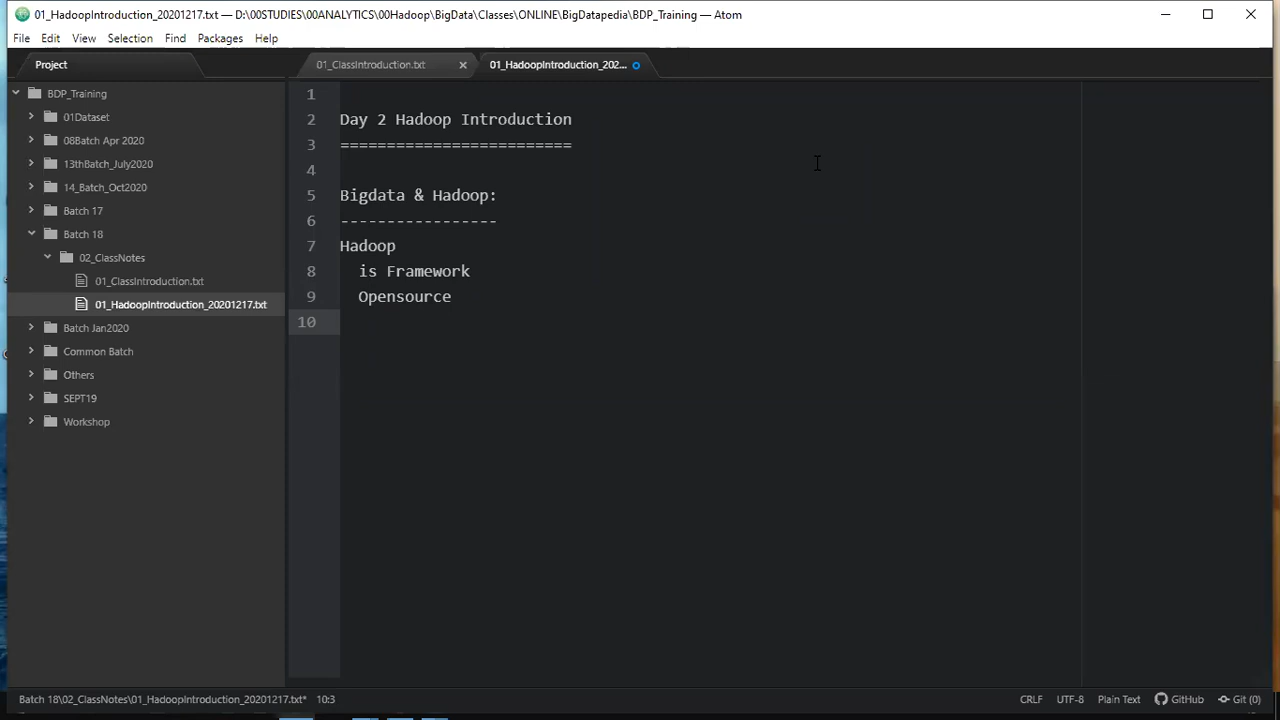 01_HadoopIntroduction_20201217.txt — D:\00STUDIES\00ANALYTICS\00Hadoop\BigData\Classes\ONLINE\BigDatapedia\BDP_Training — Atom
File Edit View Selection Find Packages Help
Project
01_ClassIntroduction.txt
01_HadoopIntroduction_202...
BDP_Training
01Dataset
08Batch Apr 2020
13thBatch_July2020
14_Batch_Oct2020
Batch 17
Batch 18
02_ClassNotes
01_ClassIntroduction.txt
01_HadoopIntroduction_20201217.txt
Batch Jan2020
Common Batch
Others
SEPT19
Workshop
1
2 Day 2 Hadoop Introduction
3 =========================
4
5 Bigdata & Hadoop:
6 -----------------
7 Hadoop
8 is Framework
9 Opensource
10
Batch 18\02_ClassNotes\01_HadoopIntroduction_20201217.txt* 10:3
CRLF UTF-8 Plain Text GitHub Git (0)